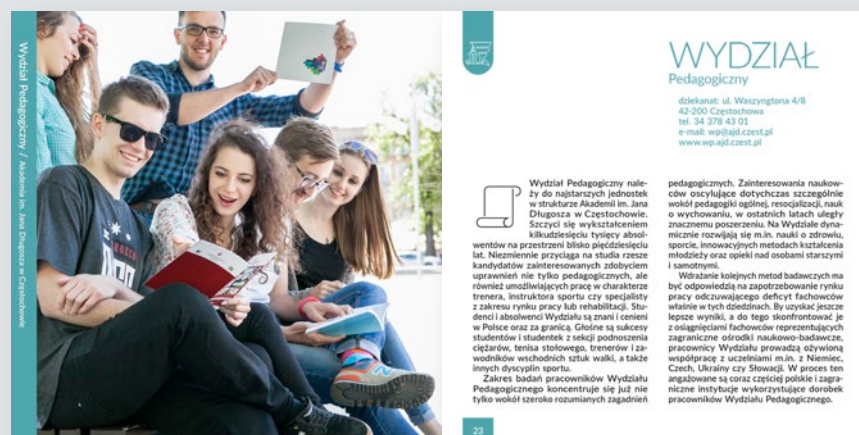 Wydział Pedagogiczny / Akademia im. Jana Długosza w Częstochowie
WYDZIAŁ
Pedagogiczny
dziekanat: ul. Waszyngtona 4/8
42-200 Częstochowa
tel. 34 378 43 01
e-mail: wp@ajd.czest.pl
www.wp.ajd.czest.pl
Wydział Pedagogiczny nale-
ży do najstarszych jednostek
w strukturze Akademii im. Jana
Długosza w Częstochowie.
Szczyci się wykształceniem
kilkudziesięciu tysięcy absol-
wentów na przestrzeni blisko pięćdziesięciu
lat. Niezmiennie przyciąga na studia rzesze
kandydatów zainteresowanych zdobyciem
uprawnień nie tylko pedagogicznych, ale
również umożliwiających pracę w charakterze
trenera, instruktora sportu czy specjalisty
z zakresu rynku pracy lub rehabilitacji. Stu-
denci i absolwenci Wydziału są znani i cenieni
w Polsce oraz za granicą. Głośne są sukcesy
studentów i studentek z sekcji podnoszenia
ciężarów, tenisa stołowego, trenerów i za-
wodników wschodnich sztuk walki, a także
innych dyscyplin sportu.
Zakres badań pracowników Wydziału
Pedagogicznego koncentruje się już nie
tylko wokół szeroko rozumianych zagadnień
pedagogicznych. Zainteresowania naukow-
ców oscylujące dotychczas szczególnie
wokół pedagogiki ogólnej, resocjalizacji, nauk
o wychowaniu, w ostatnich latach uległy
znacznemu poszerzeniu. Na Wydziale dyna-
micznie rozwijają się m.in. nauki o zdrowiu,
sporcie, innowacyjnych metodach kształcenia
młodzieży oraz opieki nad osobami starszymi
i samotnymi.
Wdrażanie kolejnych metod badawczych ma
być odpowiedzią na zapotrzebowanie rynku
pracy odczuwającego deficyt fachowców
właśnie w tych dziedzinach. By uzyskać jeszcze
lepsze wyniki, a do tego skonfrontować je
z osiągnięciami fachowców reprezentujących
zagraniczne ośrodki naukowo-badawcze,
pracownicy Wydziału prowadzą ożywioną
współpracę z uczelniami m.in. z Niemiec,
Czech, Ukrainy czy Słowacji. W proces ten
angażowane są coraz częściej polskie i zagra-
niczne instytucje wykorzystujące dorobek
pracowników Wydziału Pedagogicznego.
23